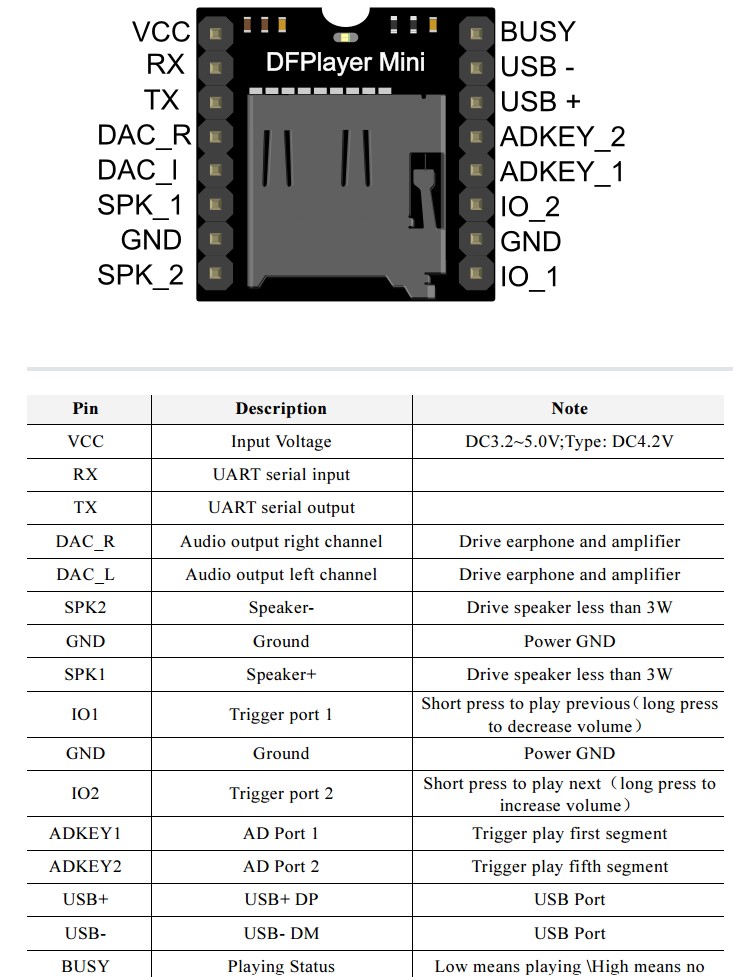 VCC BUSY
RX DFPlayer Mini USB -
TX USB +
DAC_R ADKEY_2
DAC_I ADKEY_1
SPK_1 IO_2
GND GND
SPK_2 IO_1
Pin Description Note
VCC Input Voltage DC3.2~5.0V;Type: DC4.2V
RX UART serial input
TX UART serial output
DAC_R Audio output right channel Drive earphone and amplifier
DAC_L Audio output left channel Drive earphone and amplifier
SPK2 Speaker- Drive speaker less than 3W
GND Ground Power GND
SPK1 Speaker+ Drive speaker less than 3W
IO1 Trigger port 1 Short press to play previous（long press
to decrease volume）
GND Ground Power GND
IO2 Trigger port 2 Short press to play next（long press to
increase volume）
ADKEY1 AD Port 1 Trigger play first segment
ADKEY2 AD Port 2 Trigger play fifth segment
USB+ USB+ DP USB Port
USB- USB- DM USB Port
BUSY Playing Status Low means playing \High means no